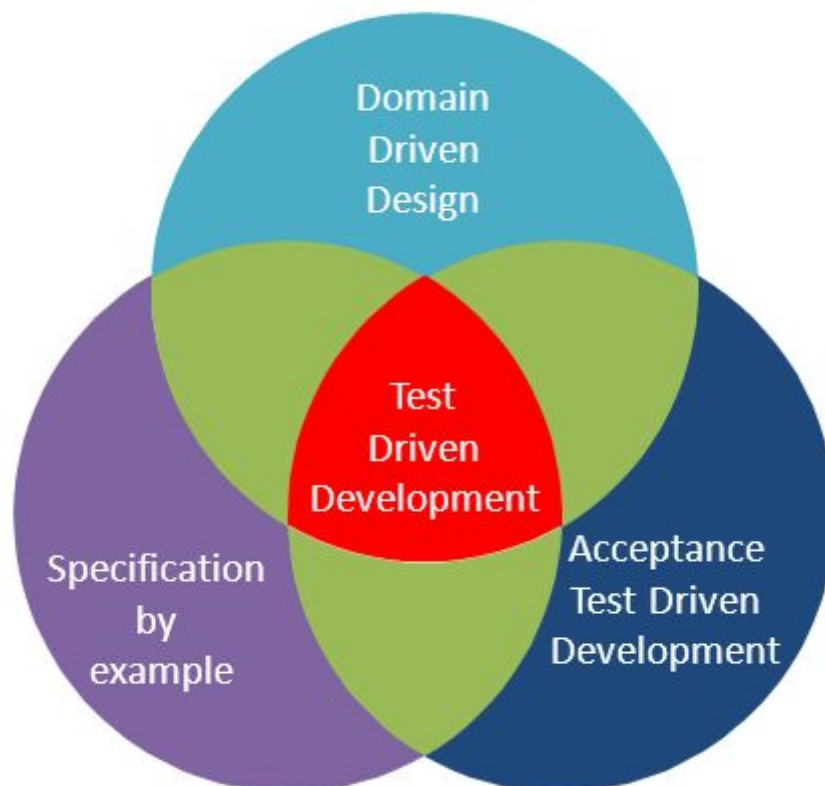 Domain
Driven
Design
Test
Driven
Development
Specification
by
example
Acceptance
Test Driven
Development